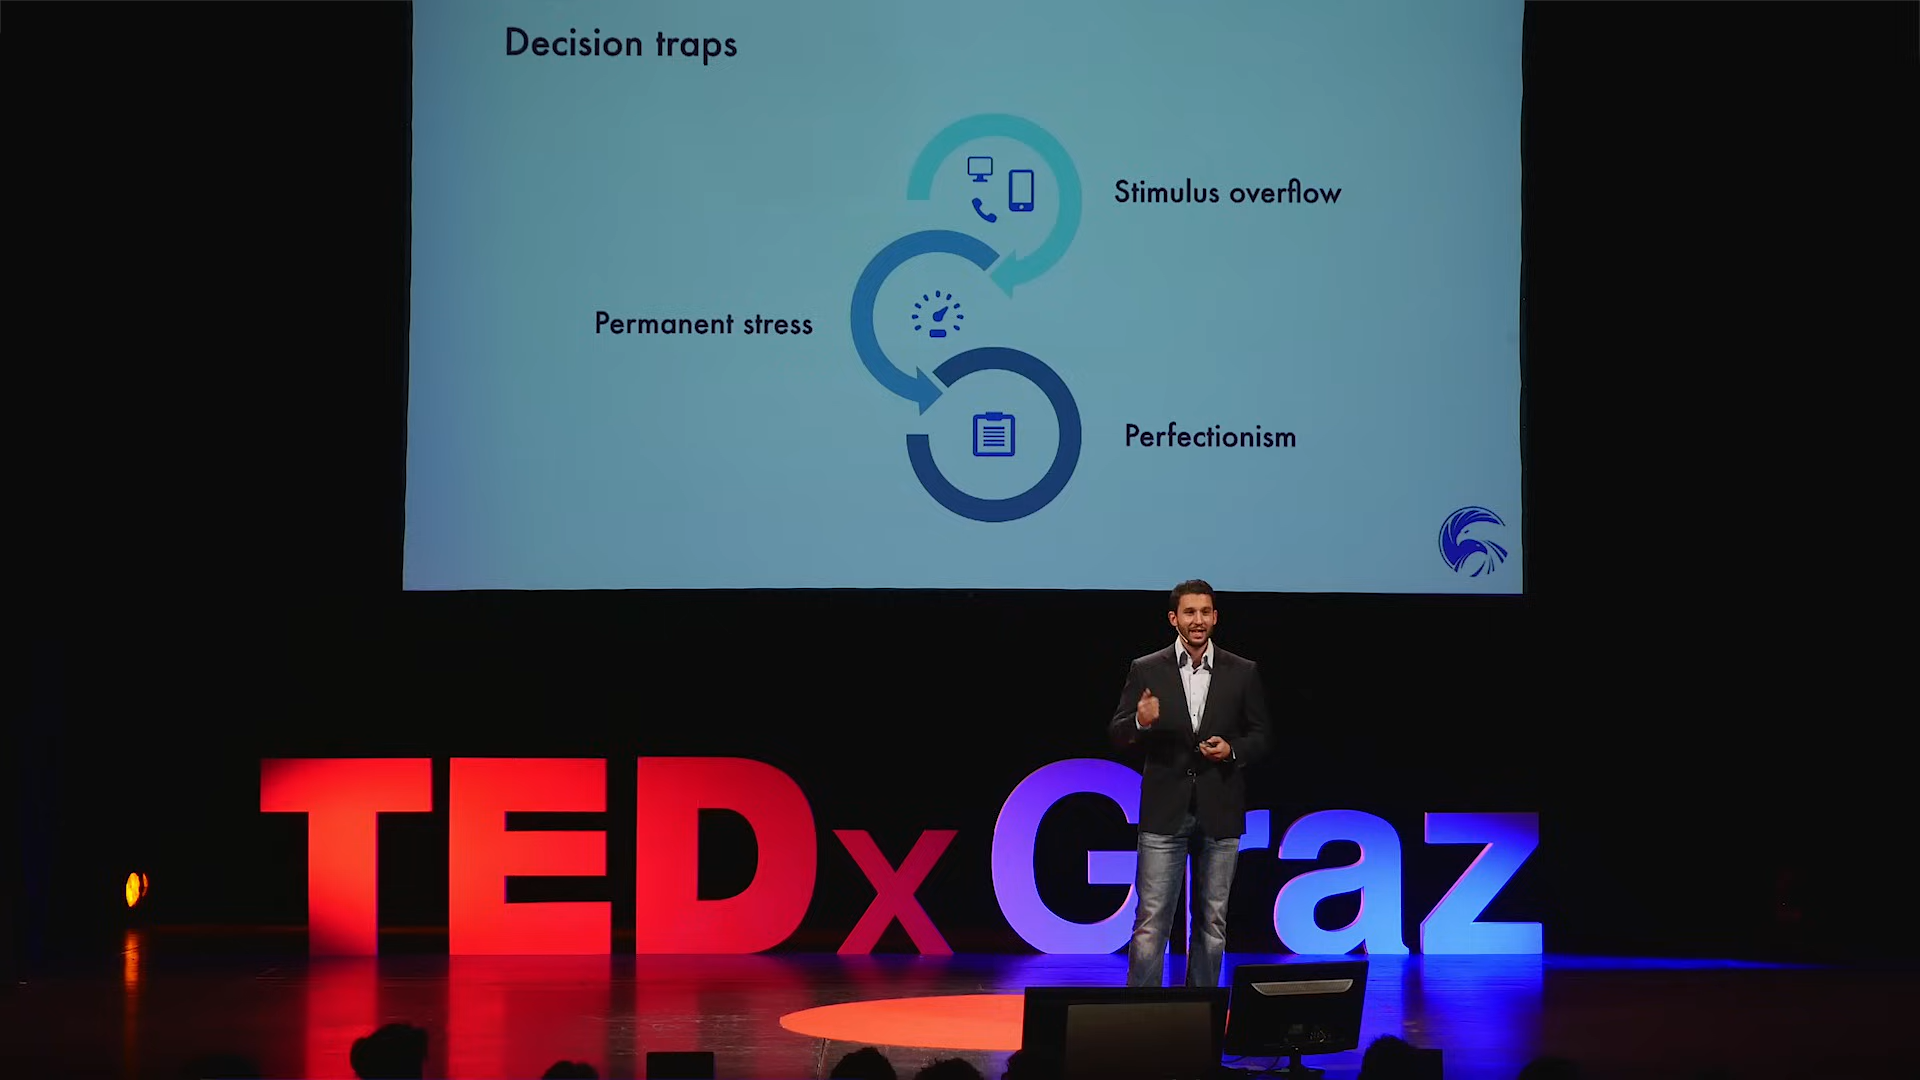 Decision traps
Stimulus overflow
Permanent stress
Perfectionism
TEDxGraz